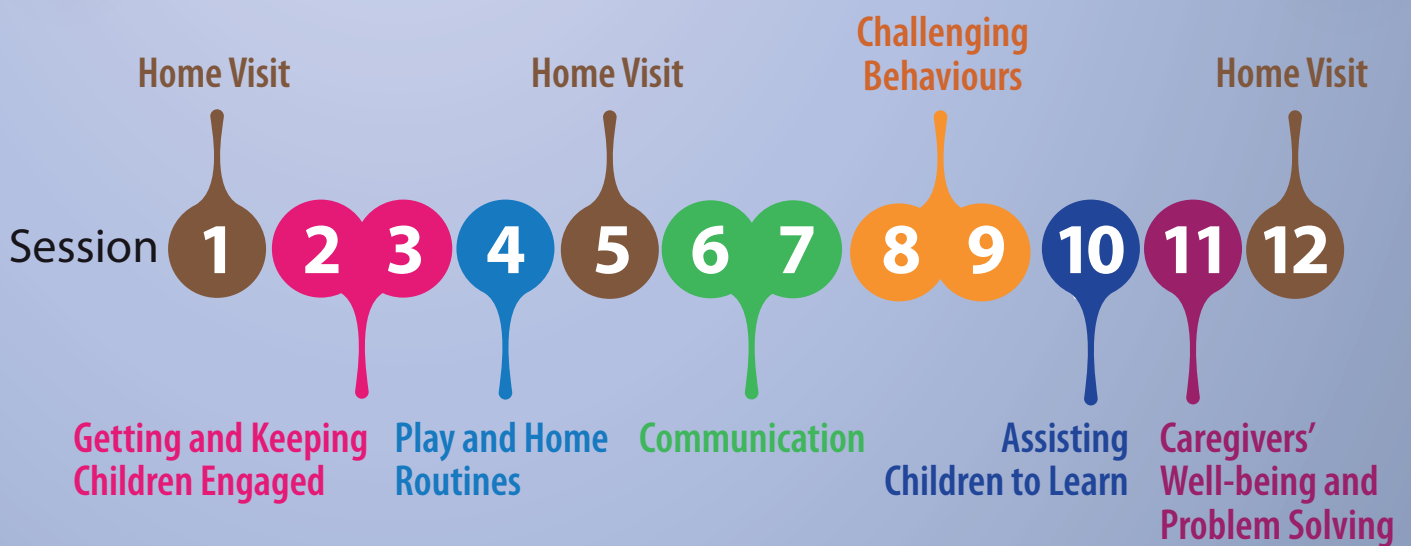 Home Visit
Home Visit
Challenging
Behaviours
Home Visit
Session 1 2 3 4 5 6 7 8 9 10 11 12
Getting and Keeping
Children Engaged
Play and Home
Routines
Communication
Assisting
Children to Learn
Caregivers’
Well-being and
Problem Solving